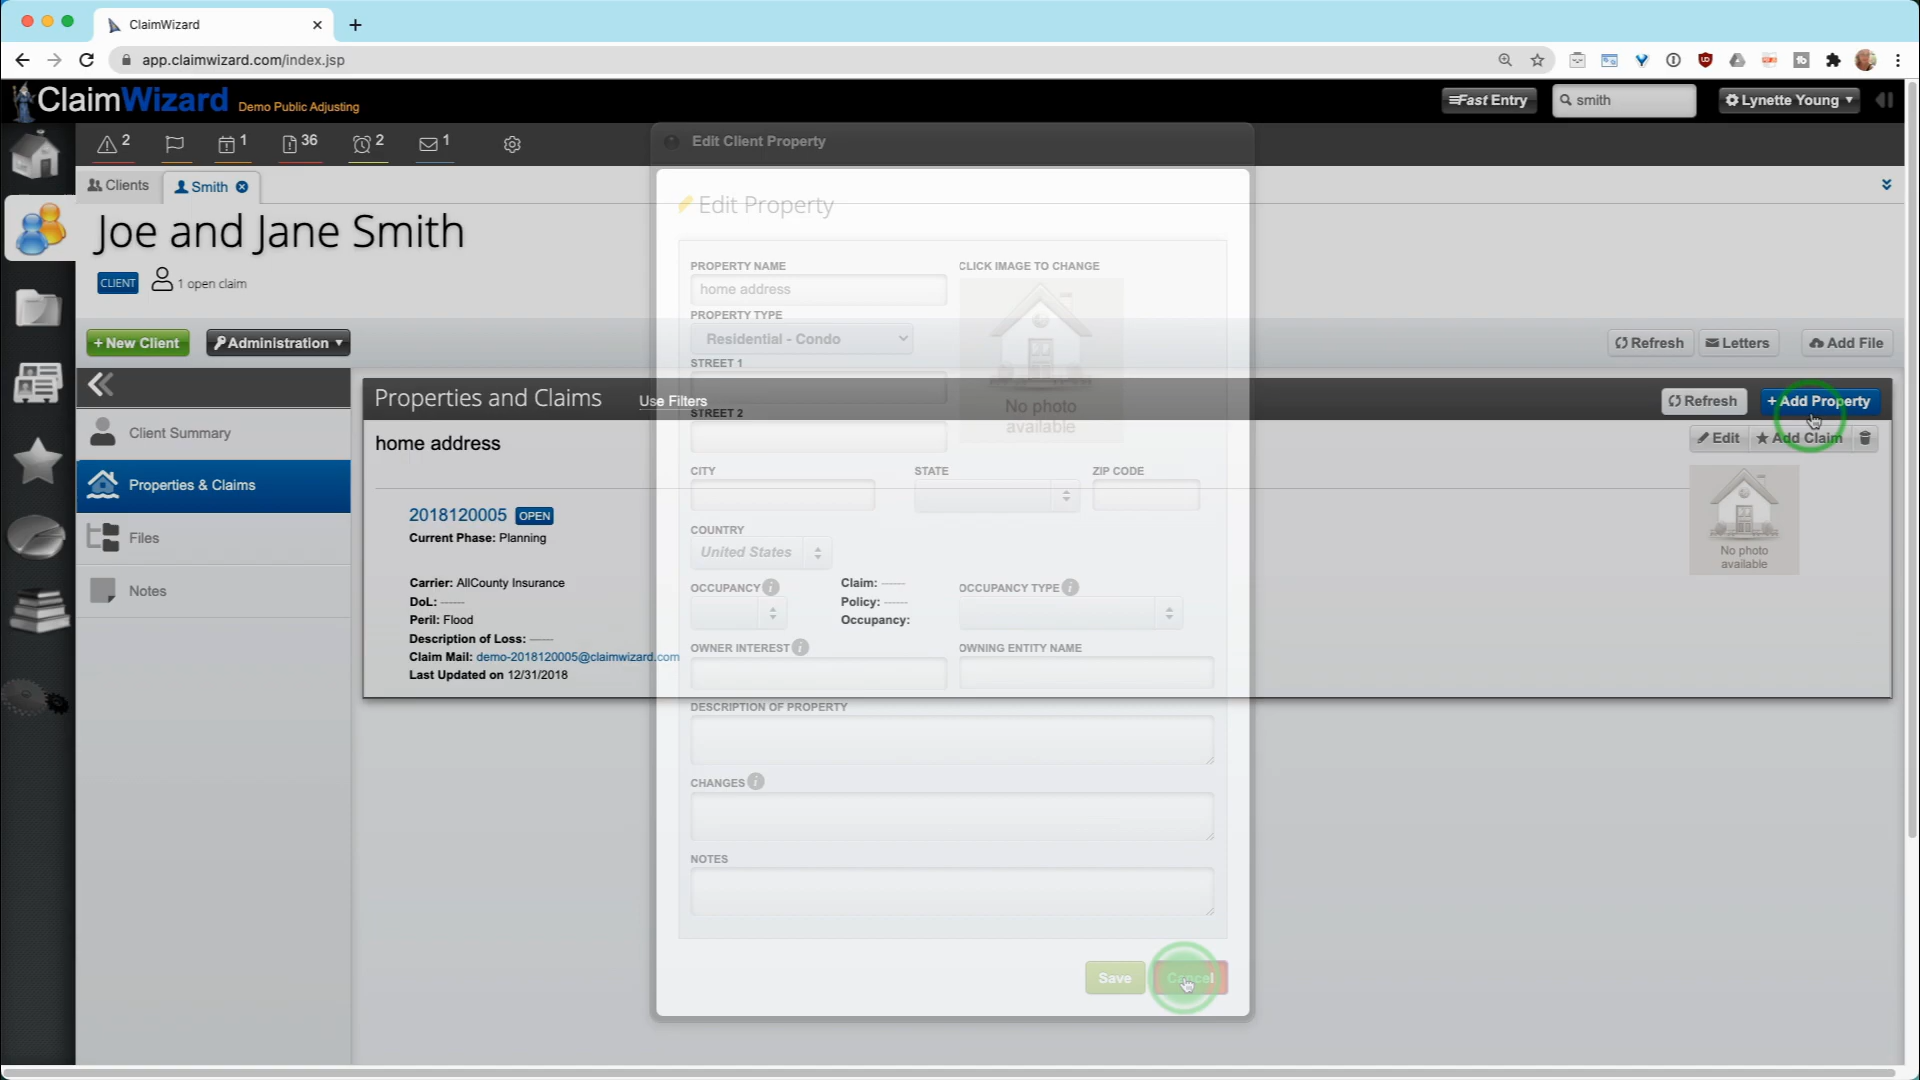 ClaimWizard
app.claimwizard.com/index.jsp
ClaimWizard Demo Public Adjusting
Fast Entry
smith
Lynette Young
2
1
36
2
1
Clients
Smith
Joe and Jane Smith
CLIENT
1 open claim
+ New Client
Administration
Refresh
Letters
Add File
Client Summary
Properties & Claims
Files
Notes
Properties and Claims
Use Filters
Refresh
+ Add Property
home address
Edit
Add Claim
No photo
available
2018120005 OPEN
Current Phase: Planning
Carrier: AllCounty Insurance
DoL: ------
Peril: Flood
Description of Loss: ------
Claim Mail: demo-2018120005@claimwizard.com
Last Updated on 12/31/2018
Edit Client Property
Edit Property
PROPERTY NAME
home address
CLICK IMAGE TO CHANGE
No photo
available
PROPERTY TYPE
Residential - Condo
STREET 1
STREET 2
CITY
STATE
ZIP CODE
COUNTRY
United States
OCCUPANCY
Claim: ------
Policy: ------
Occupancy:
OCCUPANCY TYPE
OWNER INTEREST
OWNING ENTITY NAME
DESCRIPTION OF PROPERTY
CHANGES
NOTES
Save
Cancel